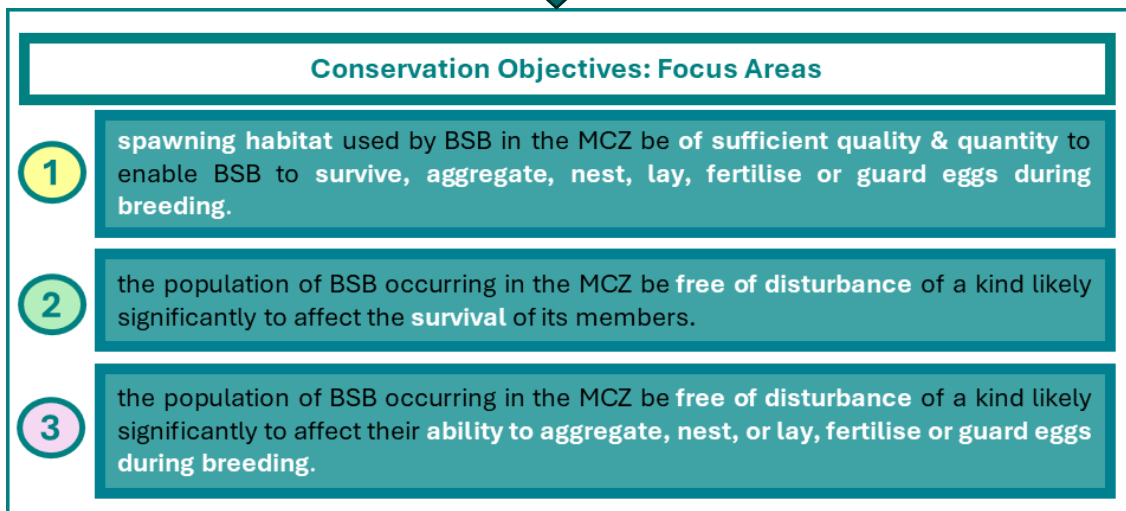 Conservation Objectives: Focus Areas
1
spawning habitat used by BSB in the MCZ be of sufficient quality & quantity to
enable BSB to survive, aggregate, nest, lay, fertilise or guard eggs during
breeding.
2
the population of BSB occurring in the MCZ be free of disturbance of a kind likely
significantly to affect the survival of its members.
3
the population of BSB occurring in the MCZ be free of disturbance of a kind likely
significantly to affect their ability to aggregate, nest, or lay, fertilise or guard eggs
during breeding.